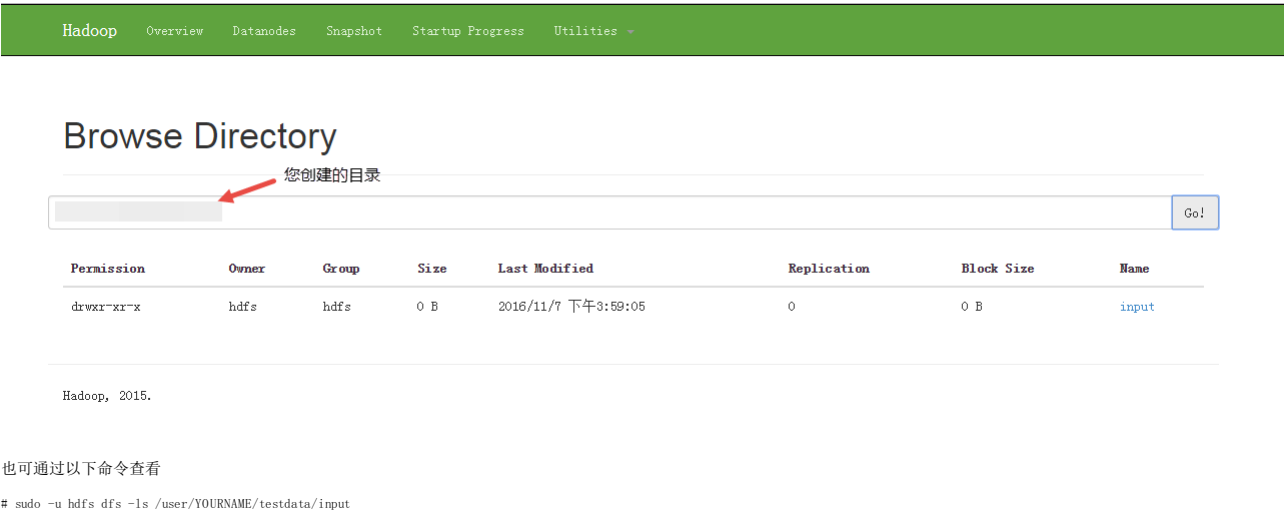 Hadoop Overview Datanodes Snapshot Startup Progress Utilities
Browse Directory
您创建的目录
Go!
Permission Owner Group Size Last Modified Replication Block Size Name
drwxr-xr-x hdfs hdfs 0 B 2016/11/7 下午3:59:05 0 0 B input
Hadoop, 2015.
也可通过以下命令查看
# sudo -u hdfs dfs -ls /user/YOURNAME/testdata/input